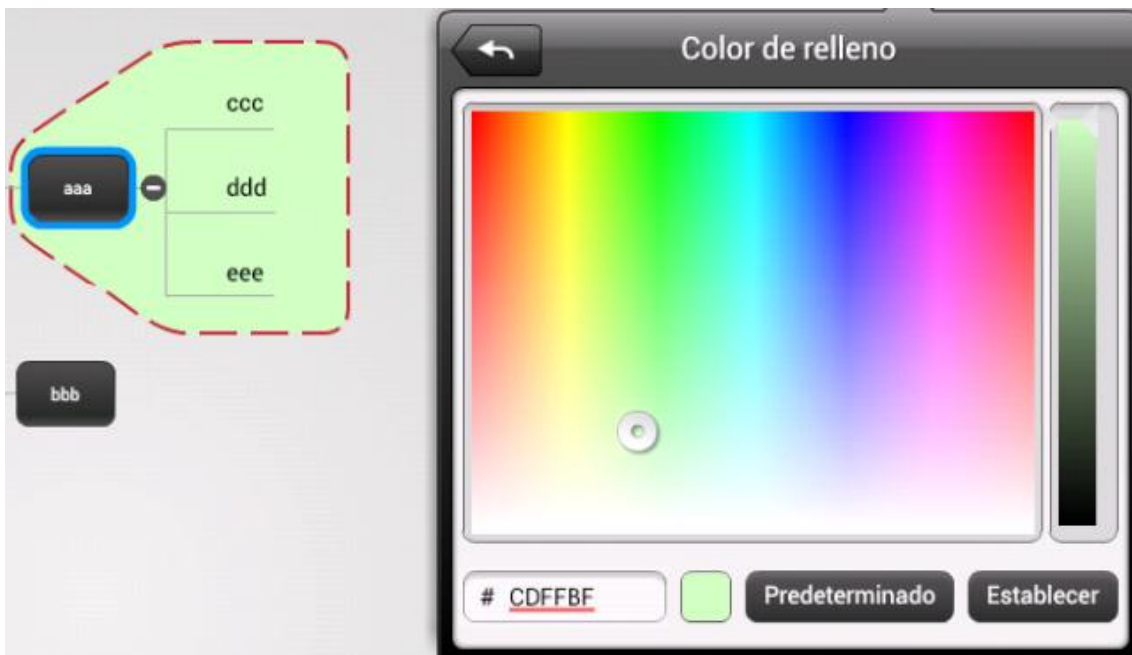 Color de relleno
ccc
aaa
ddd
eee
bbb
# CDFFBF
Predeterminado
Establecer